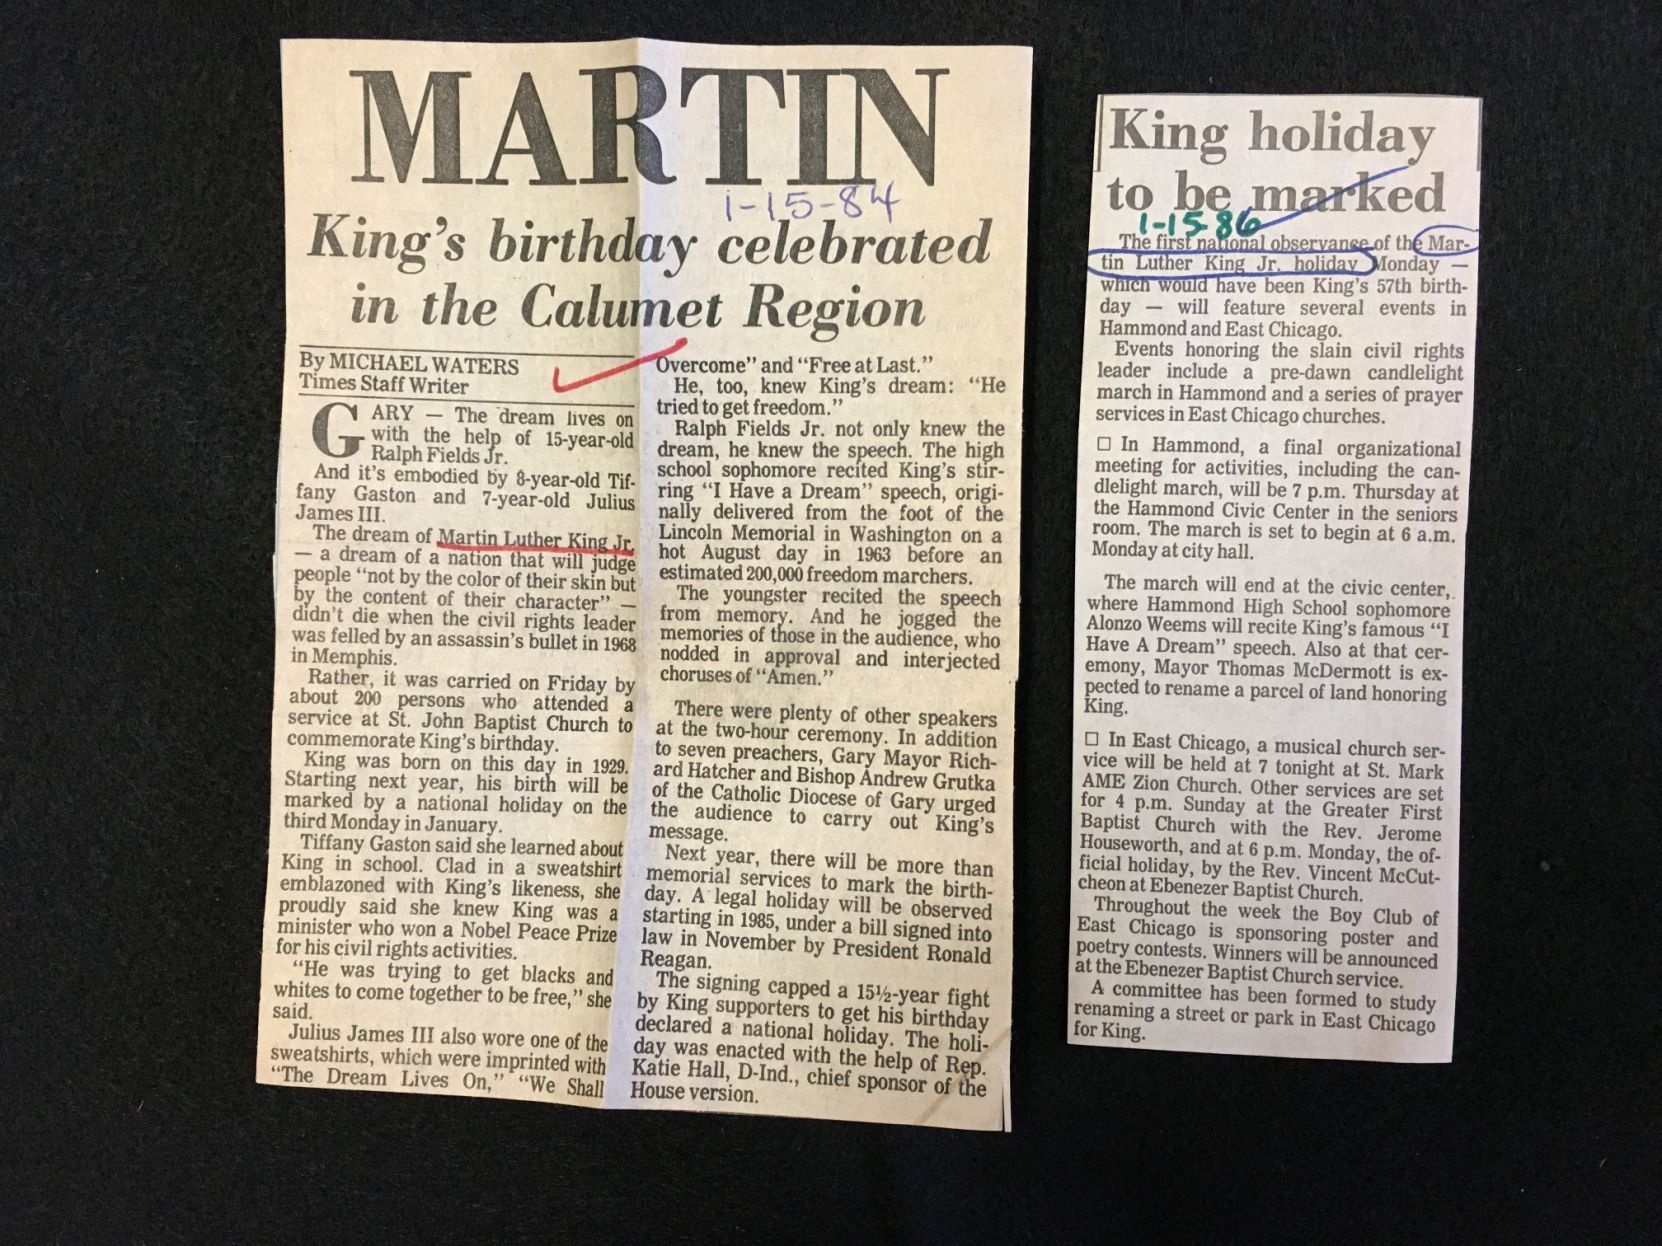 MARTIN
1-15-84
King's birthday celebrated
in the Calumet Region
By MICHAEL WATERS
Times Staff Writer
GARY — The dream lives on
with the help of 15-year-old
Ralph Fields Jr.
And it's embodied by 8-year-old Tif-
fany Gaston and 7-year-old Julius
James III.
The dream of Martin Luther King Jr.
— a dream of a nation that will judge
people "not by the color of their skin but
by the content of their character" —
didn't die when the civil rights leader
was felled by an assassin's bullet in 1968
in Memphis.
Rather, it was carried on Friday by
about 200 persons who attended a
service at St. John Baptist Church to
commemorate King's birthday.
King was born on this day in 1929.
Starting next year, his birth will be
marked by a national holiday on the
third Monday in January.
Tiffany Gaston said she learned about
King in school. Clad in a sweatshirt
emblazoned with King's likeness, she
proudly said she knew King was a
minister who won a Nobel Peace Prize
for his civil rights activities.
"He was trying to get blacks and
whites to come together to be free," she
said.
Julius James III also wore one of the
sweatshirts, which were imprinted with
"The Dream Lives On," "We Shall
Overcome" and "Free at Last."
He, too, knew King's dream: "He
tried to get freedom."
Ralph Fields Jr. not only knew the
dream, he knew the speech. The high
school sophomore recited King's stir-
ring "I Have a Dream" speech, origi-
nally delivered from the foot of the
Lincoln Memorial in Washington on a
hot August day in 1963 before an
estimated 200,000 freedom marchers.
The youngster recited the speech
from memory. And he jogged the
memories of those in the audience, who
nodded in approval and interjected
choruses of "Amen."
There were plenty of other speakers
at the two-hour ceremony. In addition
to seven preachers, Gary Mayor Rich-
ard Hatcher and Bishop Andrew Grutka
of the Catholic Diocese of Gary urged
the audience to carry out King's
message.
Next year, there will be more than
memorial services to mark the birth-
day. A legal holiday will be observed
starting in 1985, under a bill signed into
law in November by President Ronald
Reagan.
The signing capped a 15½-year fight
by King supporters to get his birthday
declared a national holiday. The holi-
day was enacted with the help of Rep.
Katie Hall, D-Ind., chief sponsor of the
House version.
King holiday
to be marked
1-15-86
The first national observance of the Mar-
tin Luther King Jr. holiday Monday —
which would have been King's 57th birth-
day — will feature several events in
Hammond and East Chicago.
Events honoring the slain civil rights
leader include a pre-dawn candlelight
march in Hammond and a series of prayer
services in East Chicago churches.
□ In Hammond, a final organizational
meeting for activities, including the can-
dlelight march, will be 7 p.m. Thursday at
the Hammond Civic Center in the seniors
room. The march is set to begin at 6 a.m.
Monday at city hall.
The march will end at the civic center,
where Hammond High School sophomore
Alonzo Weems will recite King's famous "I
Have A Dream" speech. Also at that cer-
emony, Mayor Thomas McDermott is ex-
pected to rename a parcel of land honoring
King.
□ In East Chicago, a musical church ser-
vice will be held at 7 tonight at St. Mark
AME Zion Church. Other services are set
for 4 p.m. Sunday at the Greater First
Baptist Church with the Rev. Jerome
Houseworth, and at 6 p.m. Monday, the of-
ficial holiday, by the Rev. Vincent McCut-
cheon at Ebenezer Baptist Church.
Throughout the week the Boy Club of
East Chicago is sponsoring poster and
poetry contests. Winners will be announced
at the Ebenezer Baptist Church service.
A committee has been formed to study
renaming a street or park in East Chicago
for King.